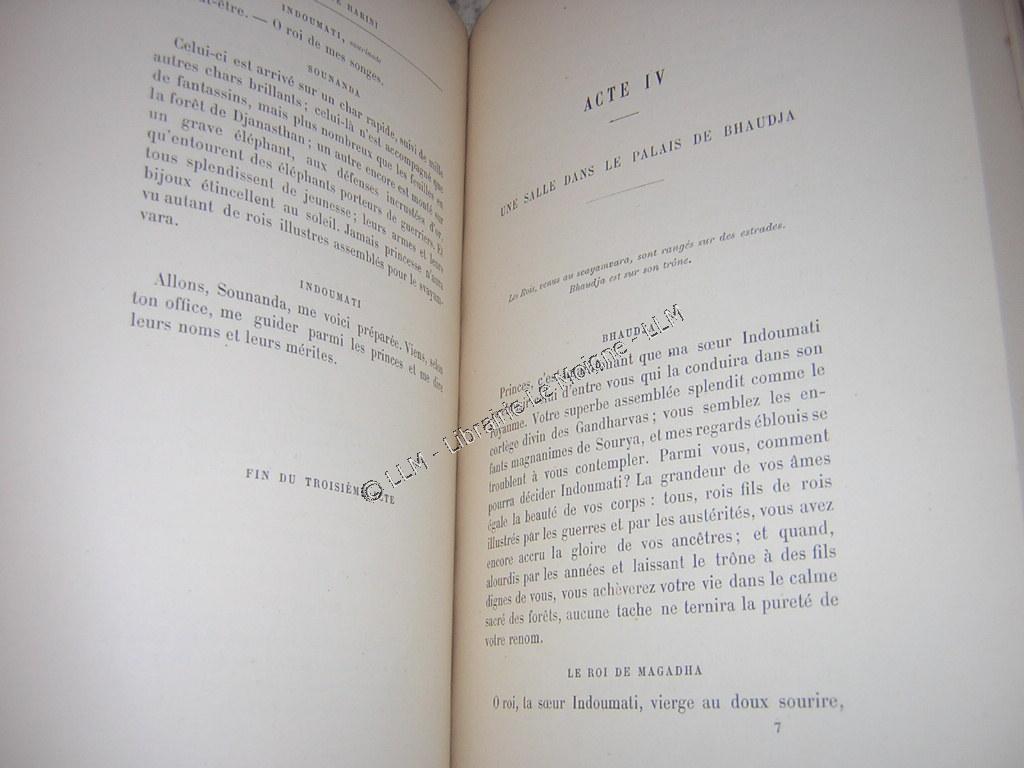 E HARINI
-être. — O roi de mes songes.
INDOUMATI, souriante
SOUNANDA
Celui-ci est arrivé sur un char rapide, suivi de mille
autres chars brillants; celui-là n'est accompagné que
de fantassins, mais plus nombreux que les feuilles en
la forêt de Djanasthan; un autre encore est monté sur
un grave éléphant, aux défenses incrustées d'or,
qu'entourent des éléphants porteurs de guerriers. Et
tous splendissent de jeunesse; leurs armes et leurs
bijoux étincellent au soleil. Jamais princesse n'aura
vu autant de rois illustres assemblés pour le svayam-
vara.
INDOUMATI
Allons, Sounanda, me voici préparée. Viens, selon
ton office, me guider parmi les princes et me dire
leurs noms et leurs mérites.
FIN DU TROISIÈME ACTE
ACTE IV
UNE SALLE DANS LE PALAIS DE BHAUDJA
Les Rois, venus au svayamvara, sont rangés sur des estrades.
Bhaudja est sur son trône.
BHAUDJA
Princes, c'est maintenant que ma sœur Indoumati
celui d'entre vous qui la conduira dans son
royaume. Votre superbe assemblée splendit comme le
cortège divin des Gandharvas; vous semblez les en-
fants magnanimes de Sourya, et mes regards éblouis se
troublent à vous contempler. Parmi vous, comment
pourra décider Indoumati? La grandeur de vos âmes
égale la beauté de vos corps : tous, rois fils de rois
illustrés par les guerres et par les austérités, vous avez
encore accru la gloire de vos ancêtres; et quand,
alourdis par les années et laissant le trône à des fils
dignes de vous, vous achèverez votre vie dans le calme
sacré des forêts, aucune tache ne ternira la pureté de
votre renom.
LE ROI DE MAGADHA
O roi, ta sœur Indoumati, vierge au doux sourire,
7
© LLM - Librairie Le Moigne - LLM